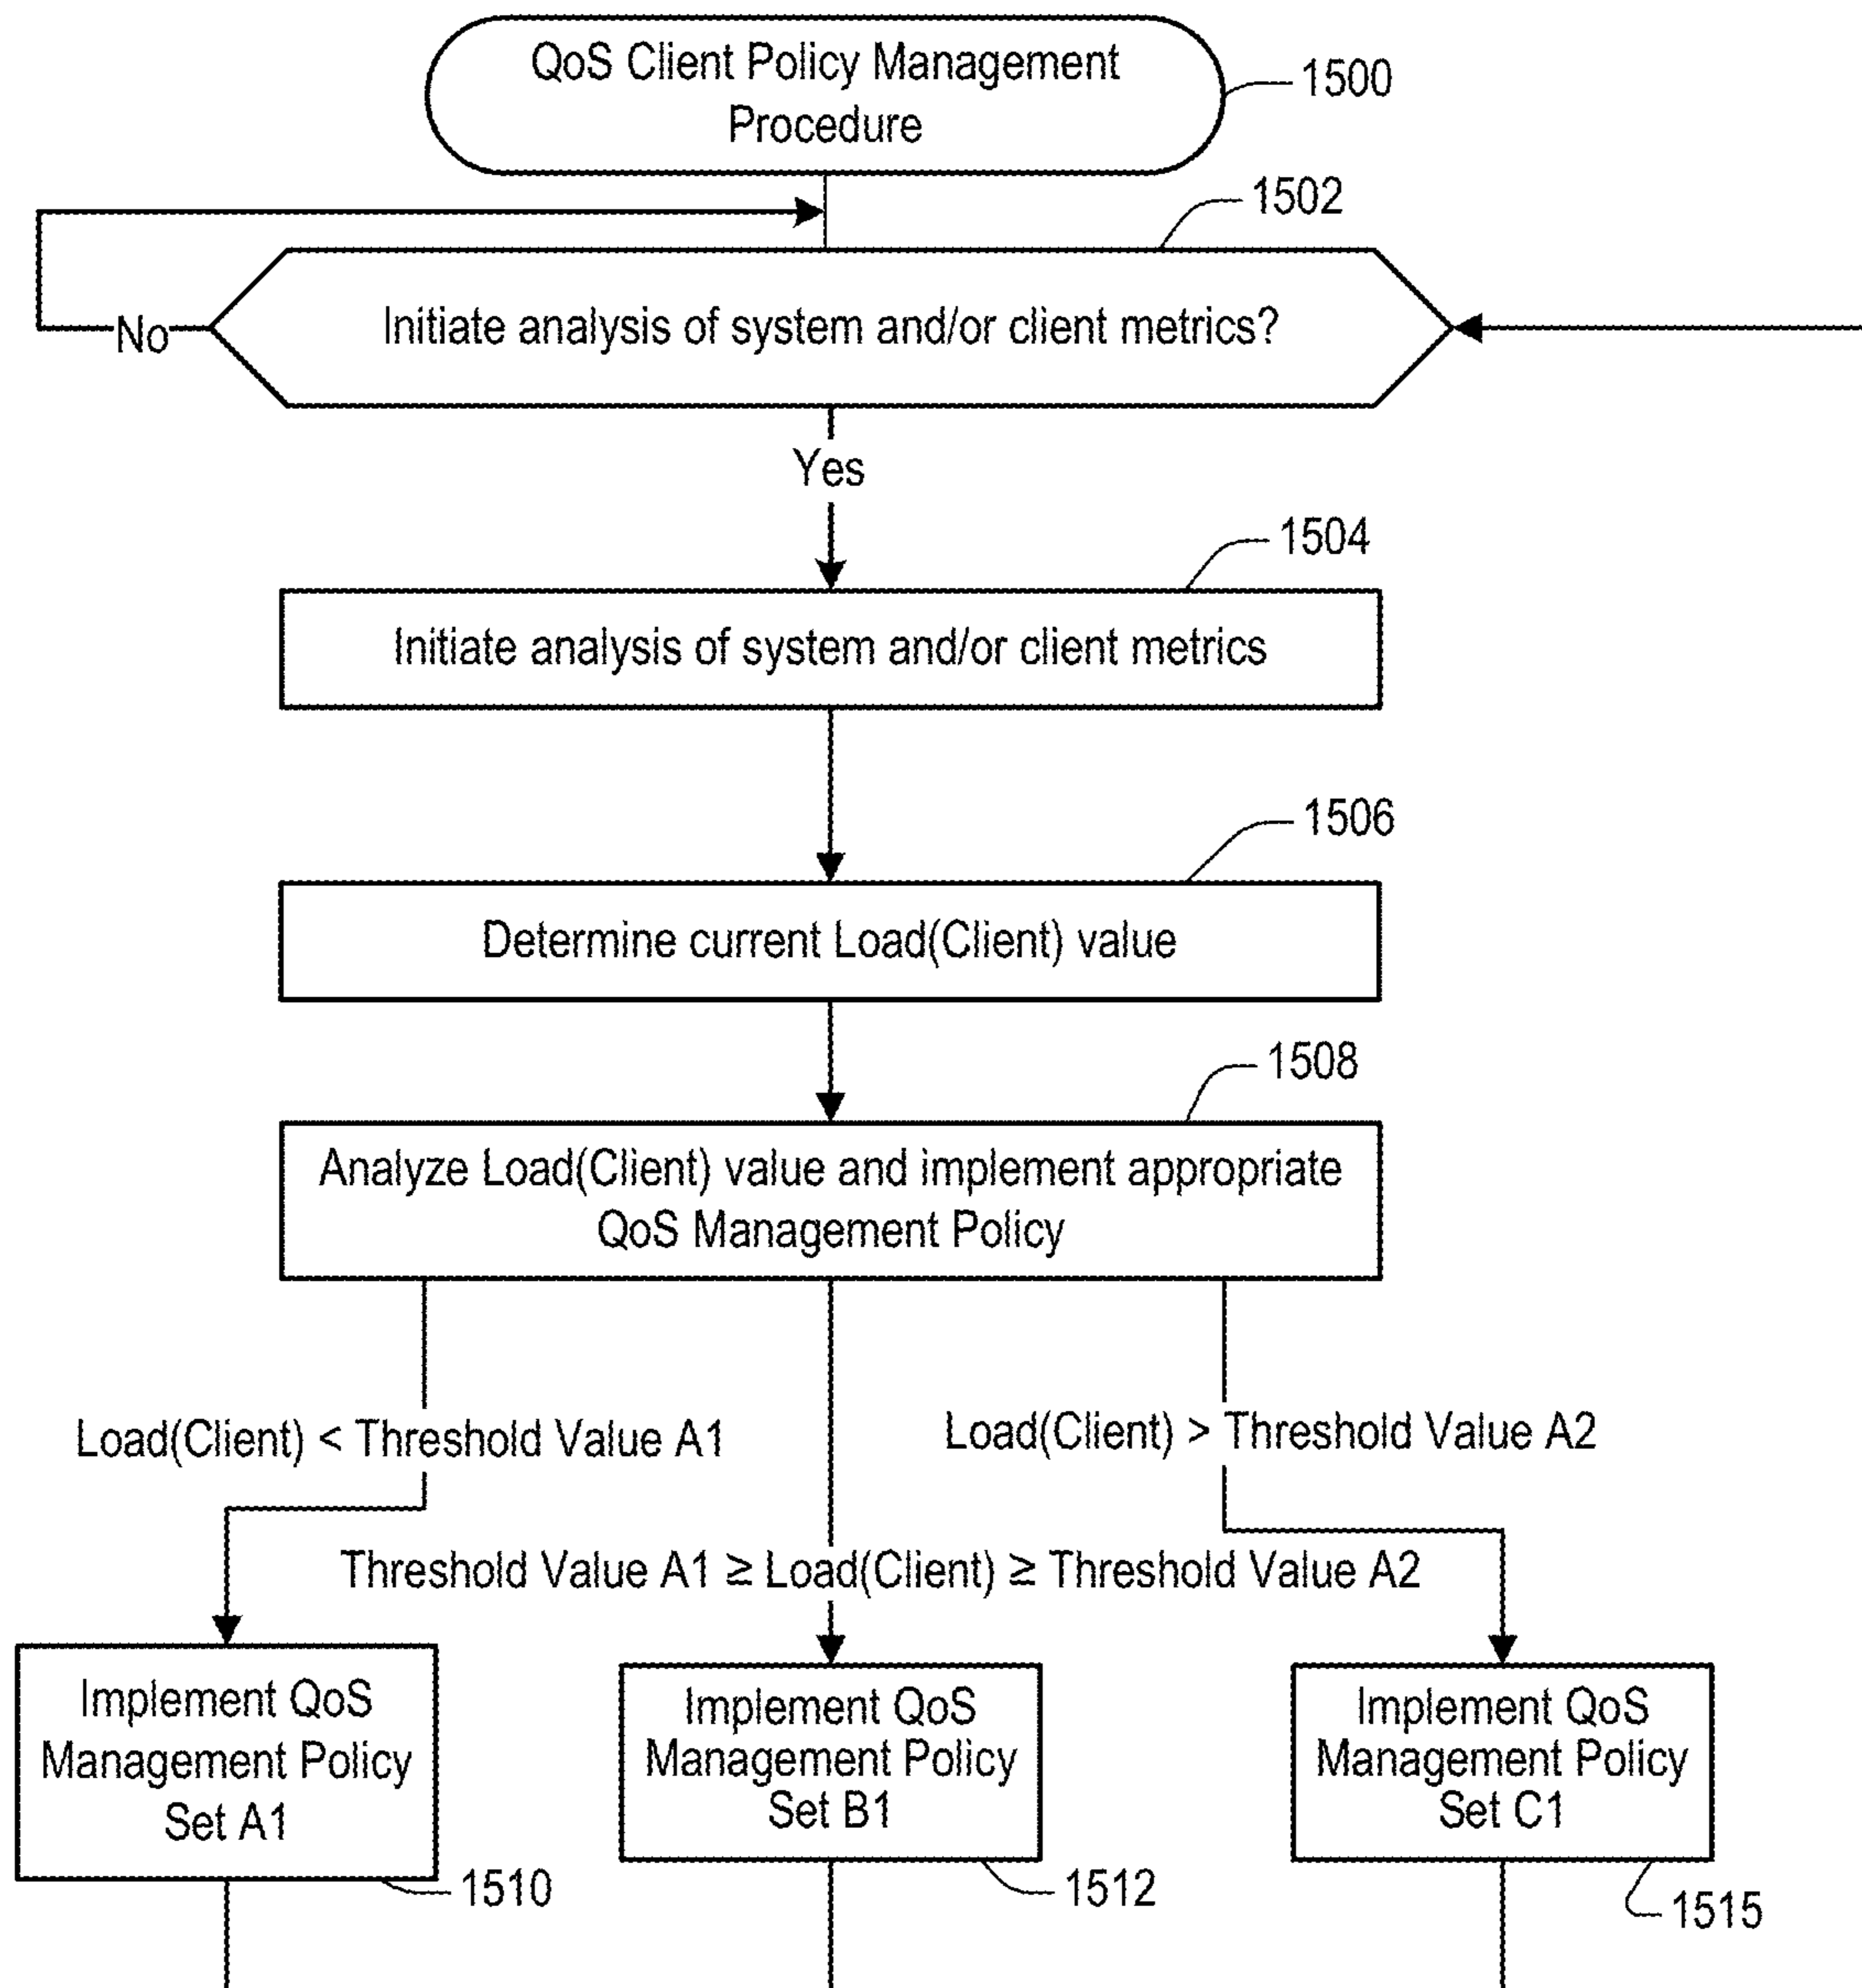 QoS Client Policy Management
Procedure
1500
1502
Initiate analysis of system and/or client metrics?
No
Yes
1504
Initiate analysis of system and/or client metrics
1506
Determine current Load(Client) value
1508
Analyze Load(Client) value and implement appropriate
QoS Management Policy
Load(Client) < Threshold Value A1
Load(Client) > Threshold Value A2
Threshold Value A1 ≥ Load(Client) ≥ Threshold Value A2
Implement QoS
Management Policy
Set A1
1510
Implement QoS
Management Policy
Set B1
1512
Implement QoS
Management Policy
Set C1
1515